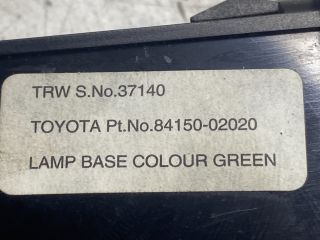 TRW S.No.37140
TOYOTA Pt.No.84150-02020
LAMP BASE COLOUR GREEN